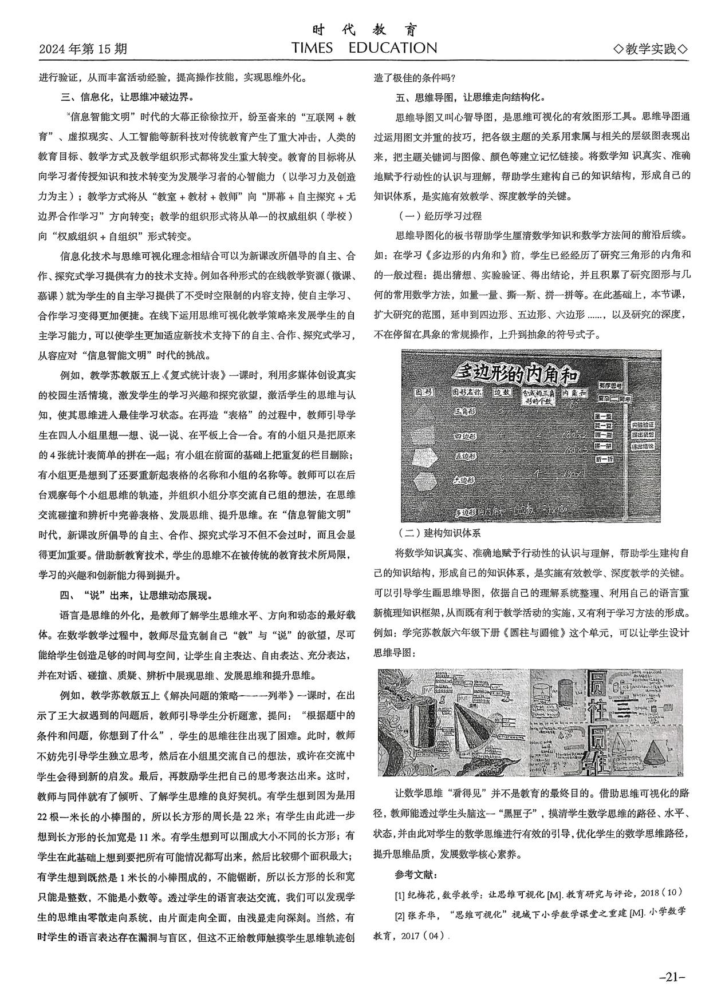 时 代 教 育
2024 年第 15 期
TIMES EDUCATION
◇教学实践◇
进行验证，从而丰富活动经验，提高操作技能，实现思维外化。
三、信息化，让思维冲破边界。
“信息智能文明”时代的大幕正徐徐拉开，纷至沓来的“互联网 + 教
育”、虚拟现实、人工智能等新科技对传统教育产生了重大冲击，人类的
教育目标、教学方式及教学组织形式都将发生重大转变。教育的目标将从
向学习者传授知识和技术转变为发展学习者的心智能力（以学习力及创造
力为主）；教学方式将从“教室 + 教材 + 教师”向“屏幕 + 自主探究 + 无
边界合作学习”方向转变；教学的组织形式将从单一的权威组织（学校）
向“权威组织 + 自组织”形式转变。
信息化技术与思维可视化理念相结合可以为新课改所倡导的自主、合
作、探究式学习提供有力的技术支持。例如各种形式的在线教学资源（微课、
慕课）就为学生的自主学习提供了不受时空限制的内容支持，使自主学习、
合作学习变得更加便捷。在线下运用思维可视化教学策略来发展学生的自
主学习能力，可以使学生更加适应新技术支持下的自主、合作、探究式学习，
从容应对“信息智能文明”时代的挑战。
例如，教学苏教版五上《复式统计表》一课时，利用多媒体创设真实
的校园生活情境，激发学生的学习兴趣和探究欲望，激活学生的思维与认
知，使其思维进入最佳学习状态。在再造“表格”的过程中，教师引导学
生在四人小组里想一想、说一说、在平板上合一合。有的小组只是把原来
的 4 张统计表简单的拼在一起；有小组在前面的基础上把重复的栏目删除；
有小组更是想到了还要重新起表格的名称和小组的名称等。教师可以在后
台观察每个小组思维的轨迹，并组织小组分享交流自己组的想法，在思维
交流碰撞和辨析中完善表格、发展思维、提升思维。在“信息智能文明”
时代，新课改所倡导的自主、合作、探究式学习不但不会过时，而且会显
得更加重要。借助新教育技术，学生的思维不在被传统的教育技术所局限，
学习的兴趣和创新能力得到提升。
四、“说”出来，让思维动态展现。
语言是思维的外化，是教师了解学生思维水平、方向和动态的最好载
体。在数学教学过程中，教师尽量克制自己“教”与“说”的欲望，尽可
能给学生创造足够的时间与空间，让学生自主表达、自由表达、充分表达，
并在对话、碰撞、质疑、辨析中展现思维、发展思维和提升思维。
例如，教学苏教版五上《解决问题的策略———一列举》一课时，在出
示了王大叔遇到的问题后，教师引导学生分析题意，提问：“根据题中的
条件和问题，你想到了什么”，学生的思维往往出现了困难。此时，教师
不妨先引导学生独立思考，然后在小组里交流自己的想法，或许在交流中
学生会得到新的启发。最后，再鼓励学生把自己的思考表达出来。这时，
教师与同伴就有了倾听、了解学生思维的良好契机。有学生想到因为是用
22 根一米长的小棒围的，所以长方形的周长是 22 米；有学生由此进一步
想到长方形的长加宽是 11 米。有学生想到可以围成大小不同的长方形；有
学生在此基础上想到要把所有可能情况都写出来，然后比较哪个面积最大；
有学生想到既然是 1 米长的小棒围成的，不能锯断，所以长方形的长和宽
只能是整数，不能是小数等。透过学生的语言表达交流，我们可以发现学
生的思维由零散走向系统，由片面走向全面，由浅显走向深刻。当然，有
时学生的语言表达存在漏洞与盲区，但这不正给教师触摸学生思维轨迹创
造了极佳的条件吗？
五、思维导图，让思维走向结构化。
思维导图又叫心智导图，是思维可视化的有效图形工具。思维导图通
过运用图文并重的技巧，把各级主题的关系用隶属与相关的层级图表现出
来，把主题关键词与图像、颜色等建立记忆链接。将数学知 识真实、准确
地赋予行动性的认识与理解，帮助学生建构自己的知识结构，形成自己的
知识体系，是实施有效教学、深度教学的关键。
（一）经历学习过程
思维导图化的板书帮助学生厘清数学知识和数学方法间的前沿后续。
如：在学习《多边形的内角和》前，学生已经经历了研究三角形的内角和
的一般过程：提出猜想、实验验证、得出结论，并且积累了研究图形与几
何的常用数学方法，如量一量、撕一斯、拼一拼等。在此基础上，本节课，
扩大研究的范围，延申到四边形、五边形、六边形 ......，以及研究的深度，
不在停留在具象的常规操作，上升到抽象的符号式子。
多边形的内角和
图形 图形名称 边数 分成的三角形的个数 内角和
有序思考
复杂—简单
三角形
四边形 2 180×2
五边形 180×3
六边形 6 4 180×4
多边形
量一量
算一算
拼一拼
折一折
实验验证
提出猜想
得出结论
（二）建构知识体系
将数学知识真实、准确地赋予行动性的认识与理解，帮助学生建构自
己的知识结构，形成自己的知识体系，是实施有效教学、深度教学的关键。
可以引导学生画思维导图，依据自己的理解系统整理、利用自己的语言重
新梳理知识框架，从而既有利于教学活动的实施，又有利于学习方法的形成。
例如：学完苏教版六年级下册《圆柱与圆锥》这个单元，可以让学生设计
思维导图：
圆柱
圆锥
让数学思维“看得见”并不是教育的最终目的。借助思维可视化的路
径，教师能透过学生头脑这一“黑匣子”，摸清学生数学思维的路径、水平、
状态，并由此对学生的数学思维进行有效的引导，优化学生的数学思维路径，
提升思维品质，发展数学核心素养。
参考文献：
[1] 纪梅花，数学教学：让思维可视化 [M]. 教育研究与评论，2018（10）
[2] 张齐华，“思维可视化”视域下小学数学课堂之重建 [M]. 小学数学
教育，2017（04）.
–21–